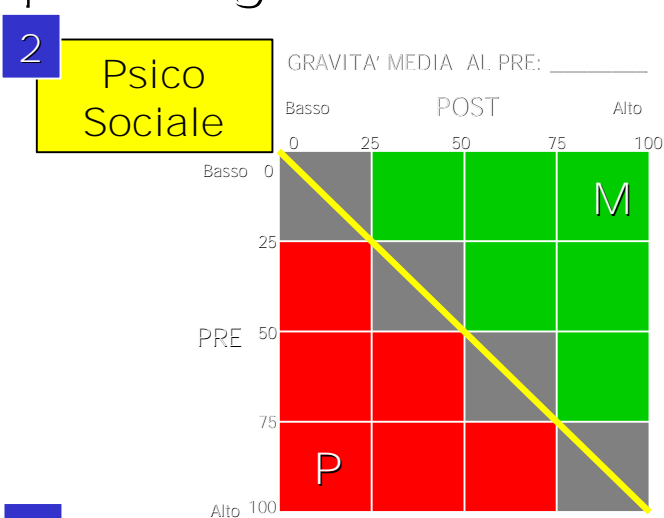 2
Psico
Sociale
GRAVITA' MEDIA AL PRE: _________
Basso POST Alto
0 25 50 75 100
Basso 0
M
25
PRE 50
75
P
Alto 100